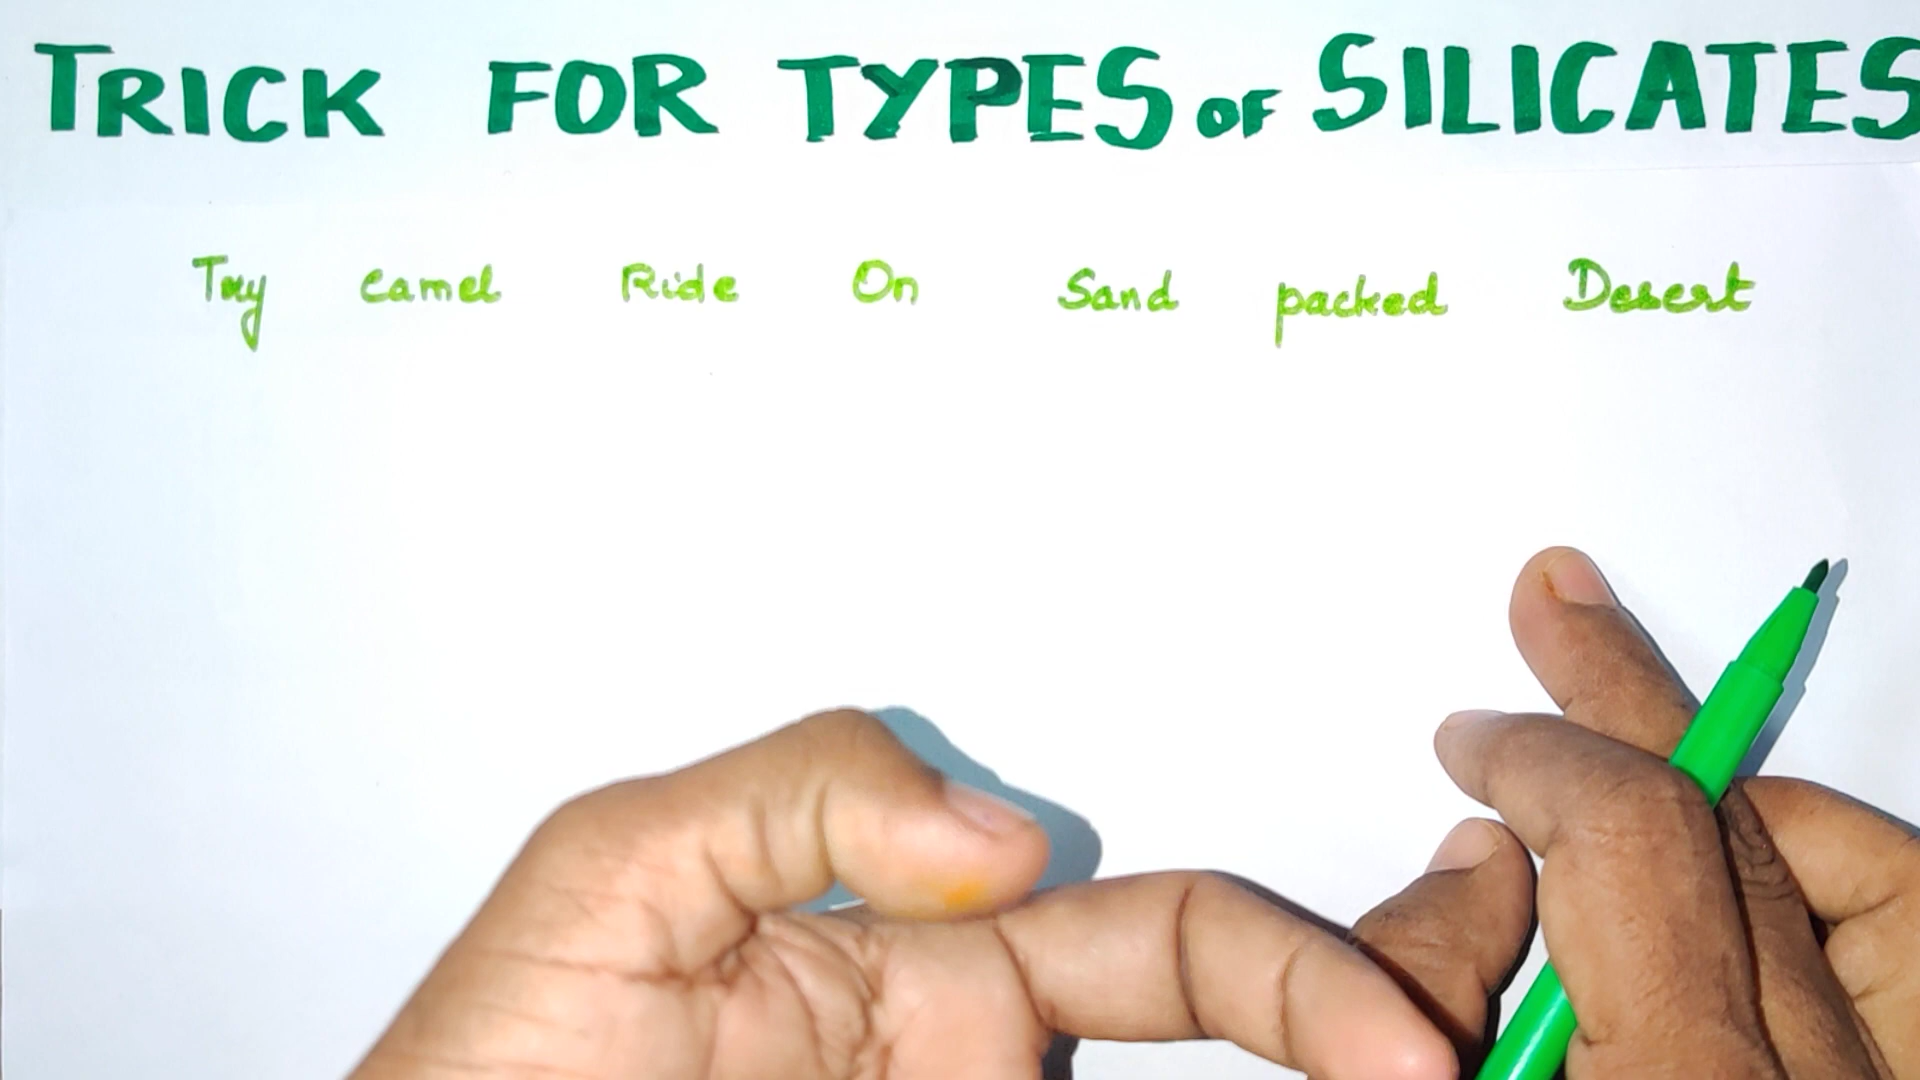 TRICK FOR TYPES OF SILICATES
Try camel Ride On Sand packed Desert